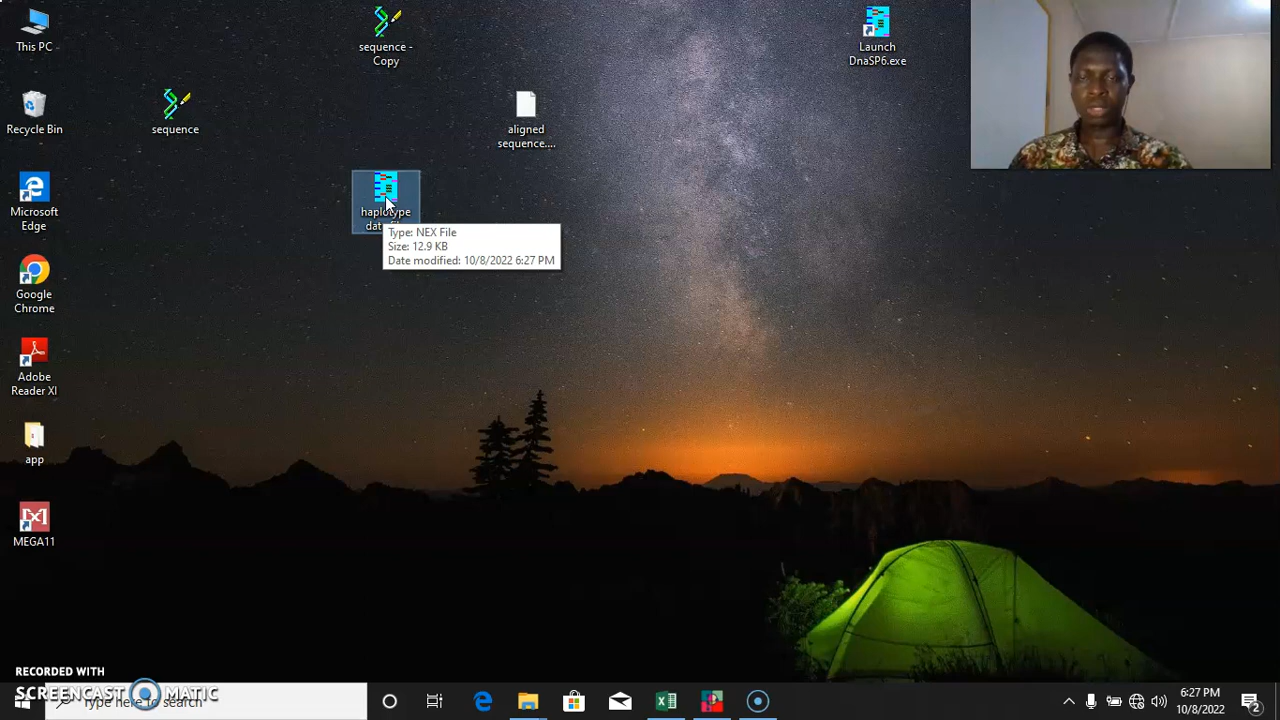 This PC
sequence -
Copy
Launch
DnaSP6.exe
Recycle Bin
sequence
aligned
sequence....
Microsoft
Edge
haplotype
Type: NEX File
Size: 12.9 KB
Date modified: 10/8/2022 6:27 PM
Google
Chrome
Adobe
Reader XI
app
MEGA11
RECORDED WITH
SCREENCAST MATIC
Type here to search
6:27 PM
10/8/2022
2